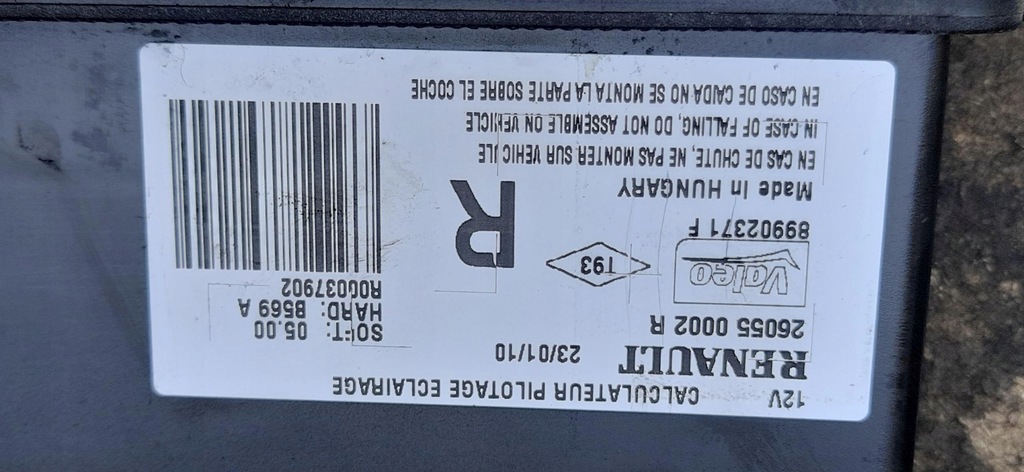 12V CALCULATEUR PILOTAGE ECLAIRAGE
RENAULT 23/01/10
26055 0002 R
SOFT: 05.00
HARD: B569 A
R00037902
Valeo
T93
R
89902371 F
Made In HUNGARY
EN CAS DE CHUTE, NE PAS MONTER SUR VEHICULE
IN CASE OF FALLING, DO NOT ASSEMBLE ON VEHICLE
EN CASO DE CAIDA NO SE MONTA LA PARTE SOBRE EL COCHE